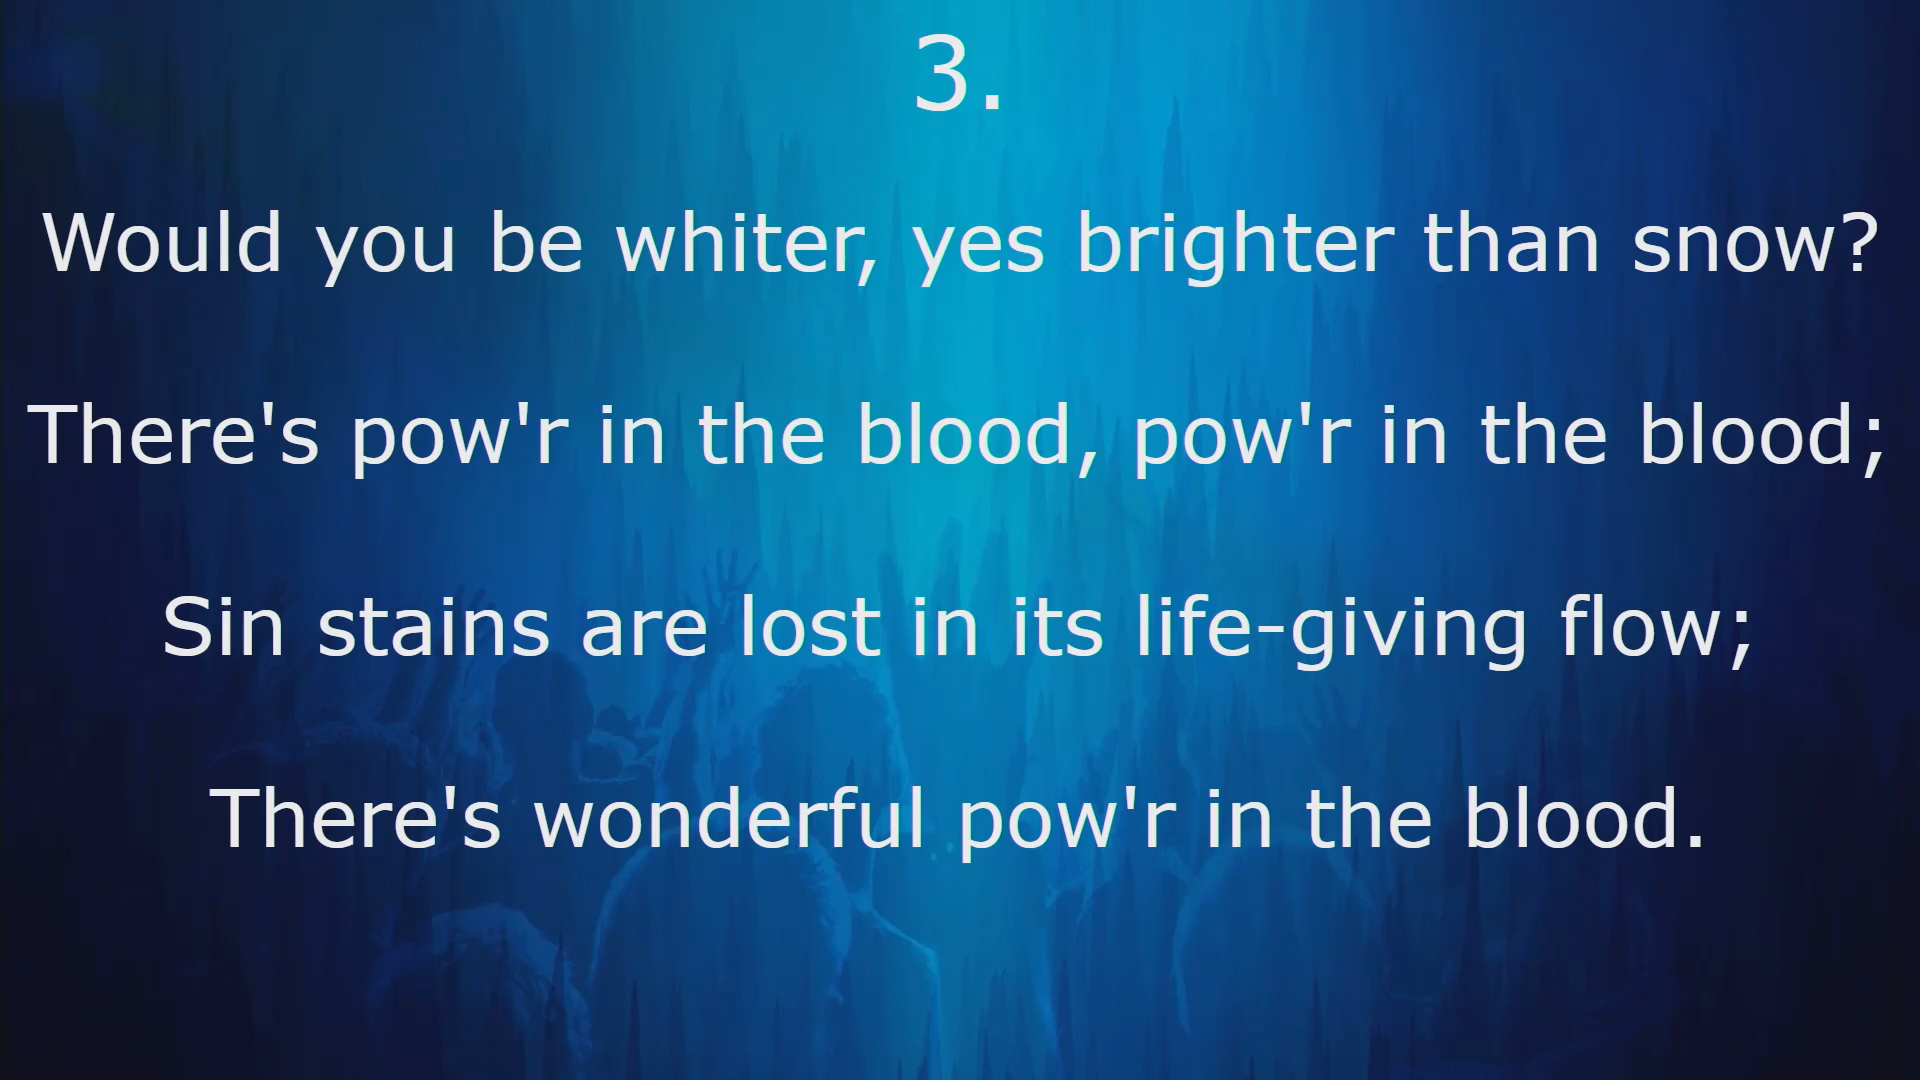 3.
Would you be whiter, yes brighter than snow?
There's pow'r in the blood, pow'r in the blood;
Sin stains are lost in its life-giving flow;
There's wonderful pow'r in the blood.